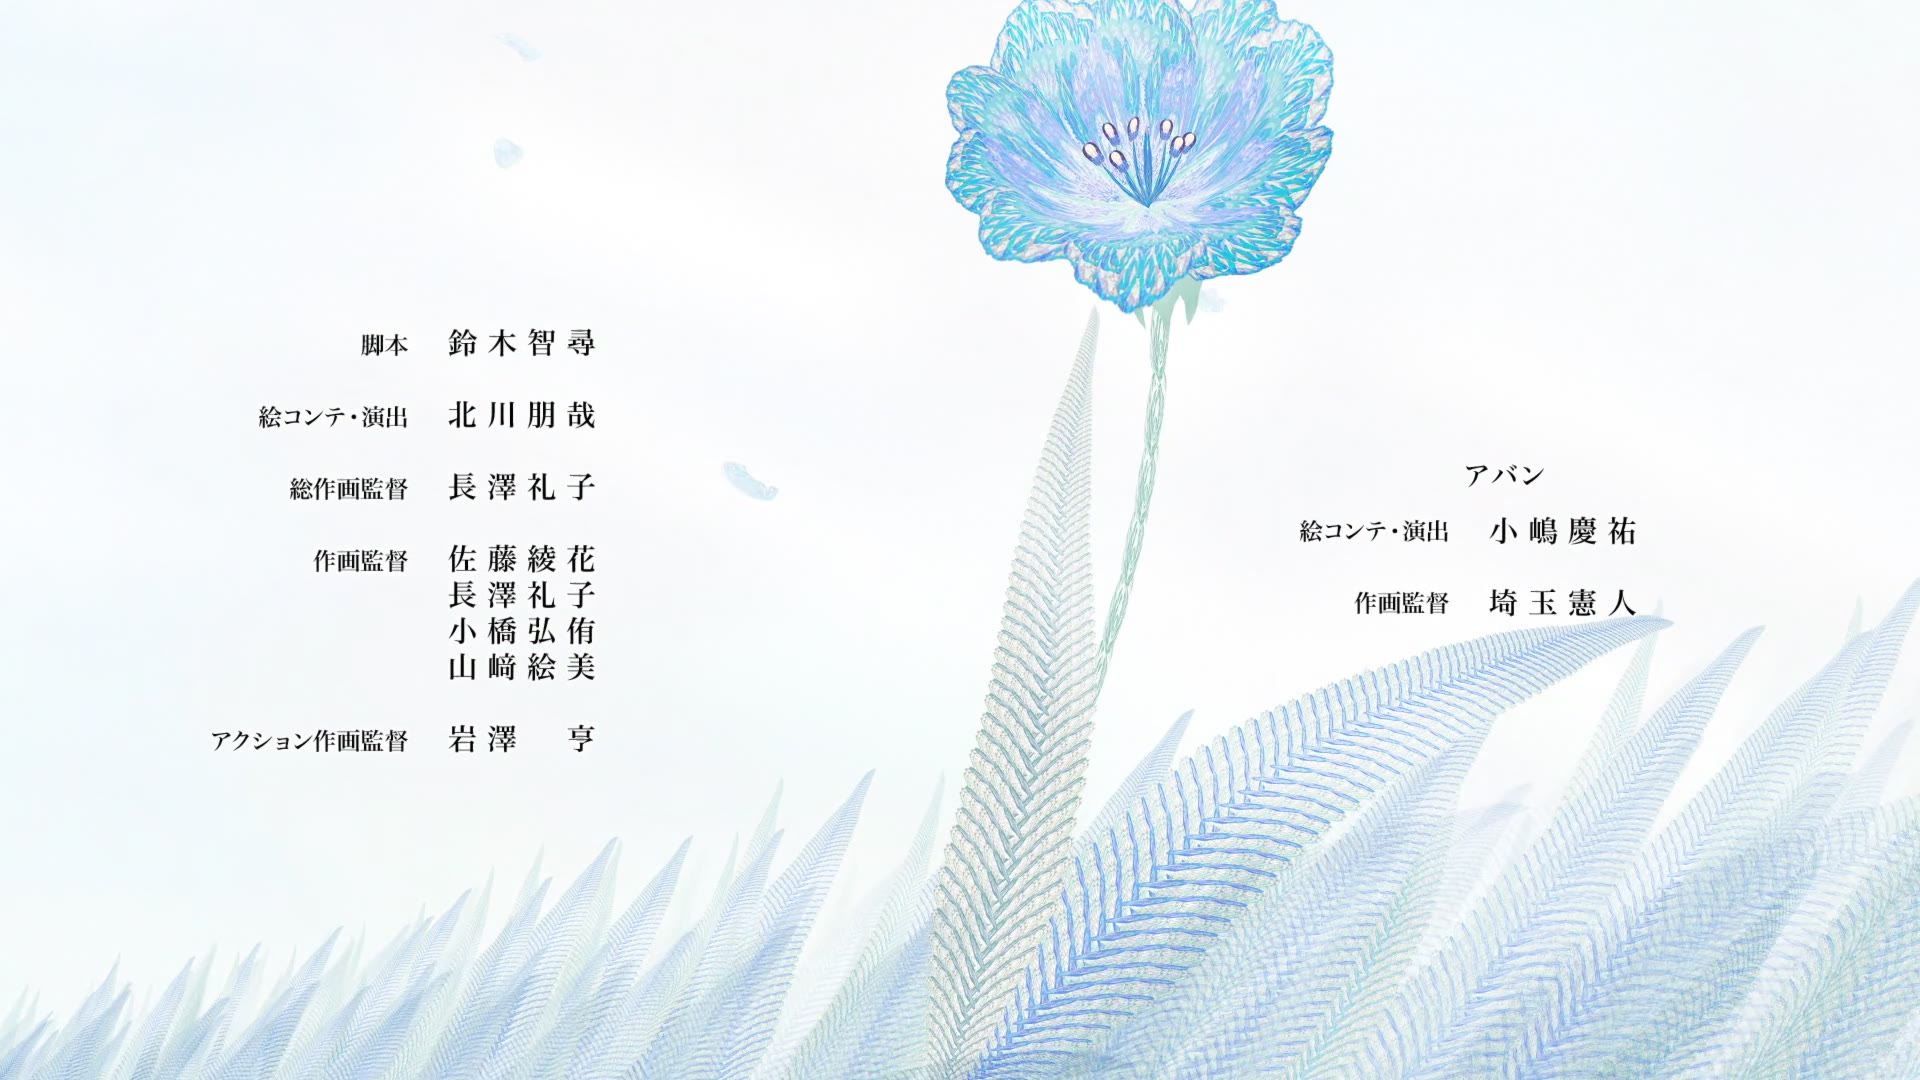 脚本 鈴木智尋
絵コンテ・演出 北川朋哉
総作画監督 長澤礼子
作画監督 佐藤綾花
長澤礼子
小橋弘侑
山﨑絵美
アクション作画監督 岩澤 亨
アバン
絵コンテ・演出 小嶋慶祐
作画監督 埼玉憲人